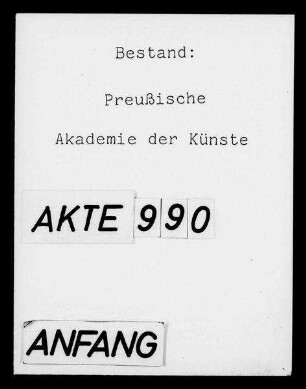 Bestand:
Preußische
Akademie der Künste
AKTE 990
ANFANG